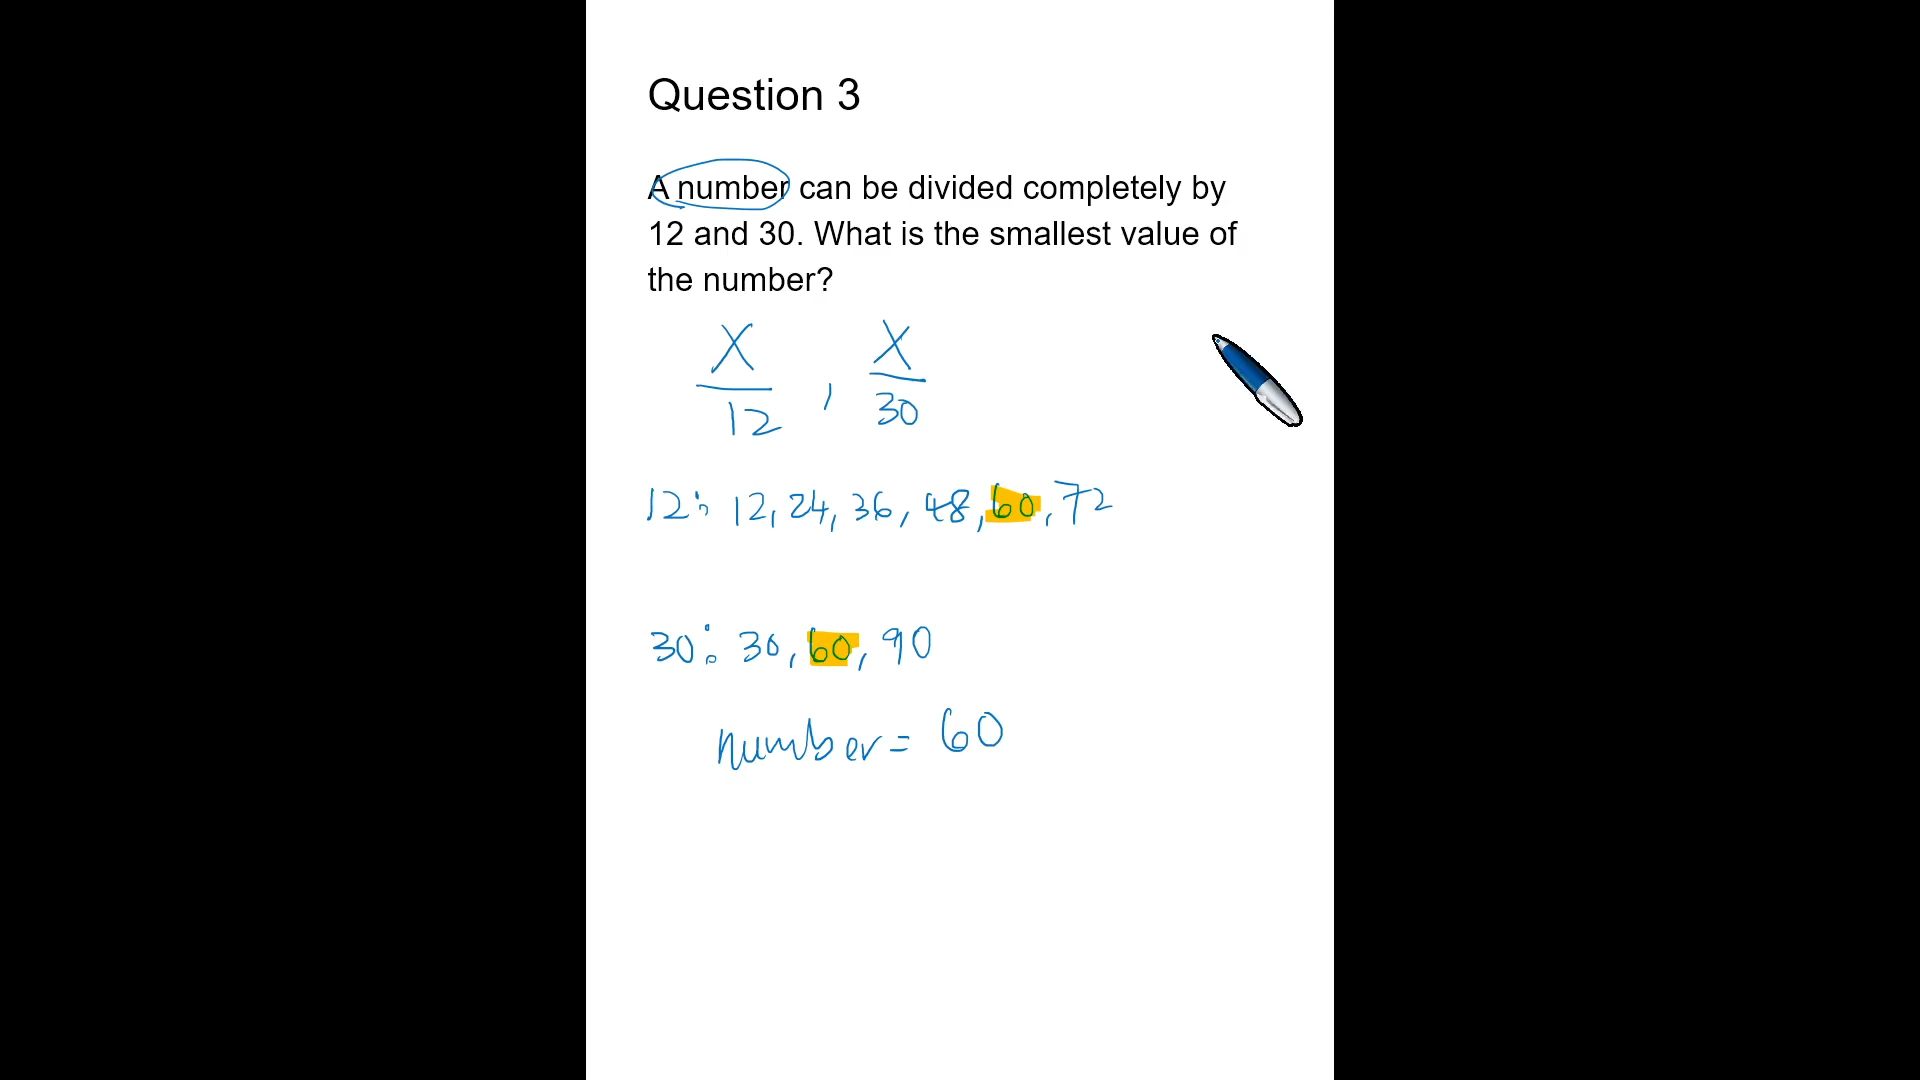 Question 3
A number can be divided completely by
12 and 30. What is the smallest value of
the number?
X/12 , X/30
12: 12, 24, 36, 48, 60, 72
30: 30, 60, 90
number = 60